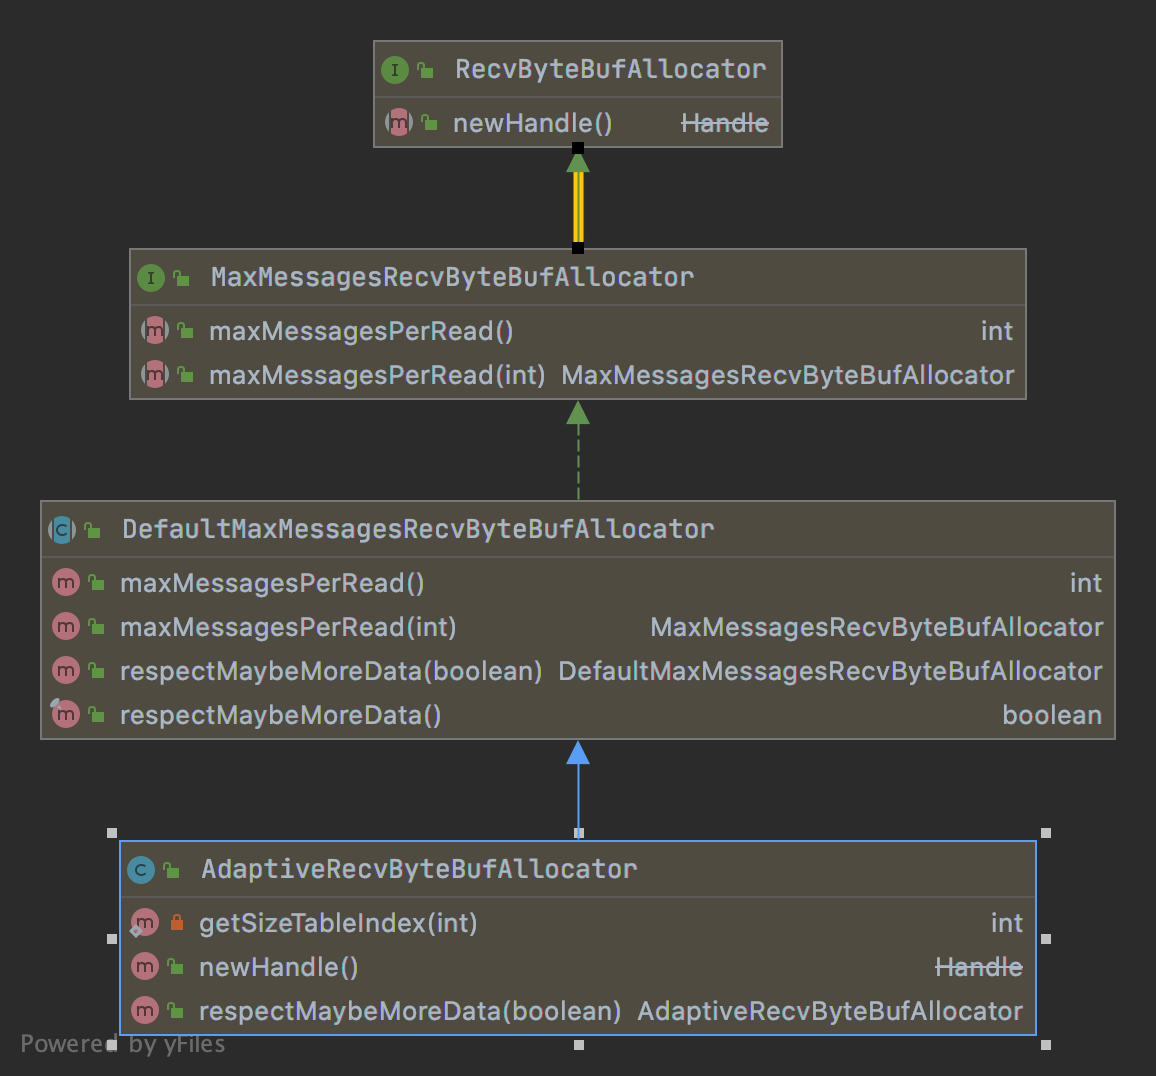 I RecvByteBufAllocator
m newHandle() Handle
I MaxMessagesRecvByteBufAllocator
m maxMessagesPerRead() int
m maxMessagesPerRead(int) MaxMessagesRecvByteBufAllocator
C DefaultMaxMessagesRecvByteBufAllocator
m maxMessagesPerRead() int
m maxMessagesPerRead(int) MaxMessagesRecvByteBufAllocator
m respectMaybeMoreData(boolean) DefaultMaxMessagesRecvByteBufAllocator
m respectMaybeMoreData() boolean
C AdaptiveRecvByteBufAllocator
m getSizeTableIndex(int) int
m newHandle() Handle
m respectMaybeMoreData(boolean) AdaptiveRecvByteBufAllocator
Powered by yFiles